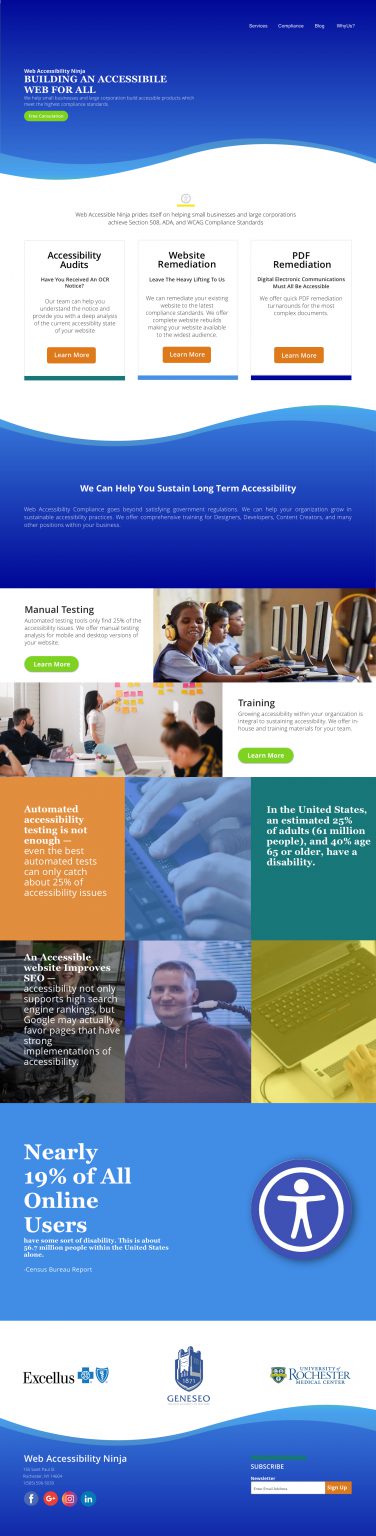 Services Compliance Blog WhyUs?
Web Accessibility Ninja
BUILDING AN ACCESSIBILE
WEB FOR ALL
We help small businesses and large corporation build accessible products which
meet the highest compliance standards.
Free Consulation
Web Accessible Ninja prides itself on helping small businesses and large corporations
achieve Section 508, ADA, and WCAG Compliance Standards
Accessibility
Audits
Have You Received An OCR
Notice?
Our team can help you
understand the notice and
provide you with a deep analysis
of the current accessiblity state
of your website.
Learn More
Website
Remediation
Leave The Heavy Lifting To Us
We can remediate your existing
website to the latest
compliance standards. We offer
complete website rebuilds
making your website available
to the widest audience.
Learn More
PDF
Remediation
Digital Electronic Communications
Must All Be Accessible
We offer quick PDF remediation
turnarounds for the most
complex documents.
Learn More
We Can Help You Sustain Long Term Accessibility
Web Accessibility Compliance goes beyond satisfying government regulations. We can help your organization grow in
sustainable accessibility practices. We offer comprehensive training for Designers, Developers, Content Creators, and many
other positions within your business.
Manual Testing
Automated testing tools only find 25% of the
accessibility issues. We offer manual testing
analysis for mobile and desktop versions of
your website.
Learn More
Training
Growing accessibility within your organization is
integral to sustaining accessibility. We offer in-
house and training materials for your team.
Learn More
Automated
accessibility
testing is not
enough —
even the best
automated tests
can only catch
about 25% of
accessibility issues
In the United States,
an estimated 25%
of adults (61 million
people), and 40% age
65 or older, have a
disability.
An Accessible
website Improves
SEO —
accessibility not only
supports high search
engine rankings, but
Google may actually
favor pages that have
strong
implementations of
accessibility.
Nearly
19% of All
Online
Users
have some sort of disability. This is about
56.7 million people within the United States
alone.
-Census Bureau Report
Excellus
1871
GENESEO
UNIVERSITY of
ROCHESTER
MEDICAL CENTER
Web Accessibility Ninja
Rochester, NY 14604
SUBSCRIBE
Newsletter
Enter Email Address
Sign Up